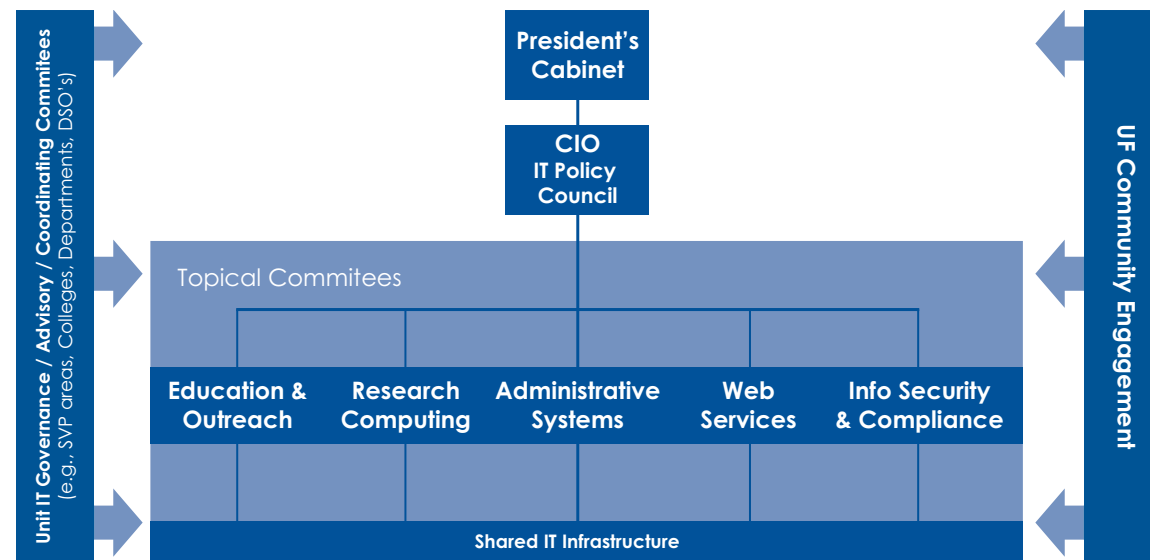 Unit IT Governance / Advisory / Coordinating Commitees
(e.g., SVP areas, Colleges, Departments, DSO's)
President's
Cabinet
CIO
IT Policy
Council
Topical Commitees
Education &
Outreach
Research
Computing
Administrative
Systems
Web
Services
Info Security
& Compliance
Shared IT Infrastructure
UF Community Engagement